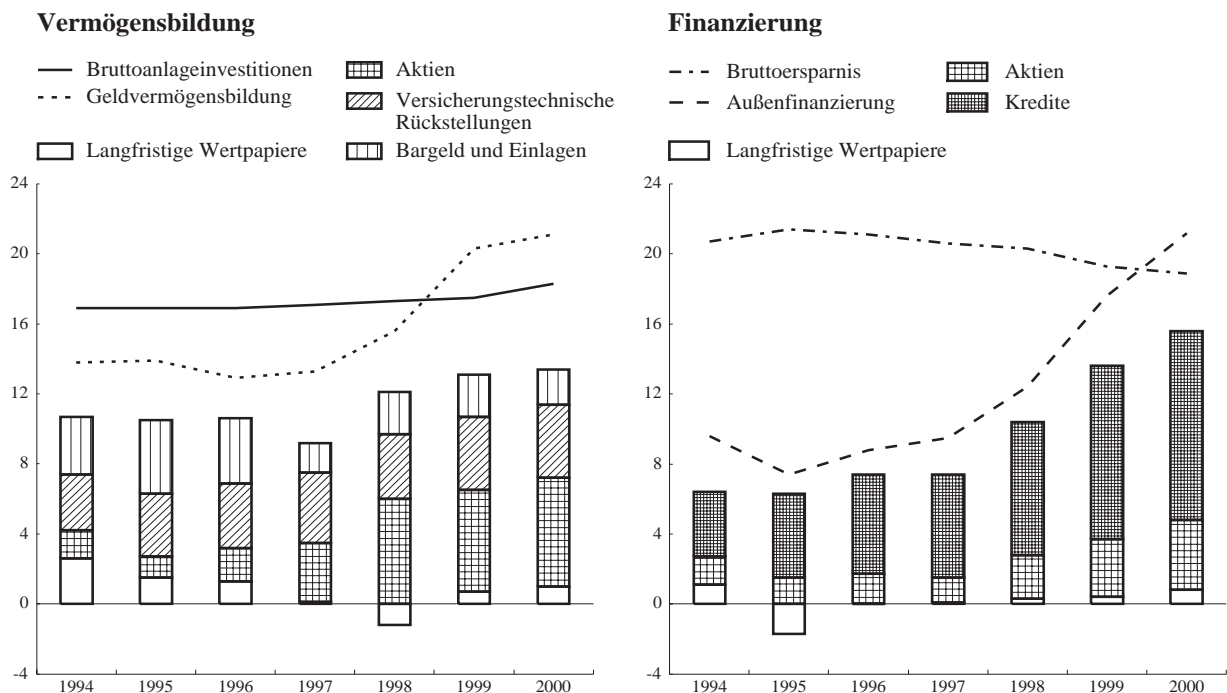 Vermögensbildung
Bruttoanlageinvestitionen
Geldvermögensbildung
Langfristige Wertpapiere
Aktien
Versicherungstechnische
Rückstellungen
Bargeld und Einlagen
24
20
16
12
8
4
0
-4
1994 1995 1996 1997 1998 1999 2000
Finanzierung
Bruttoersparnis
Außenfinanzierung
Langfristige Wertpapiere
Aktien
Kredite
24
20
16
12
8
4
0
-4
1994 1995 1996 1997 1998 1999 2000